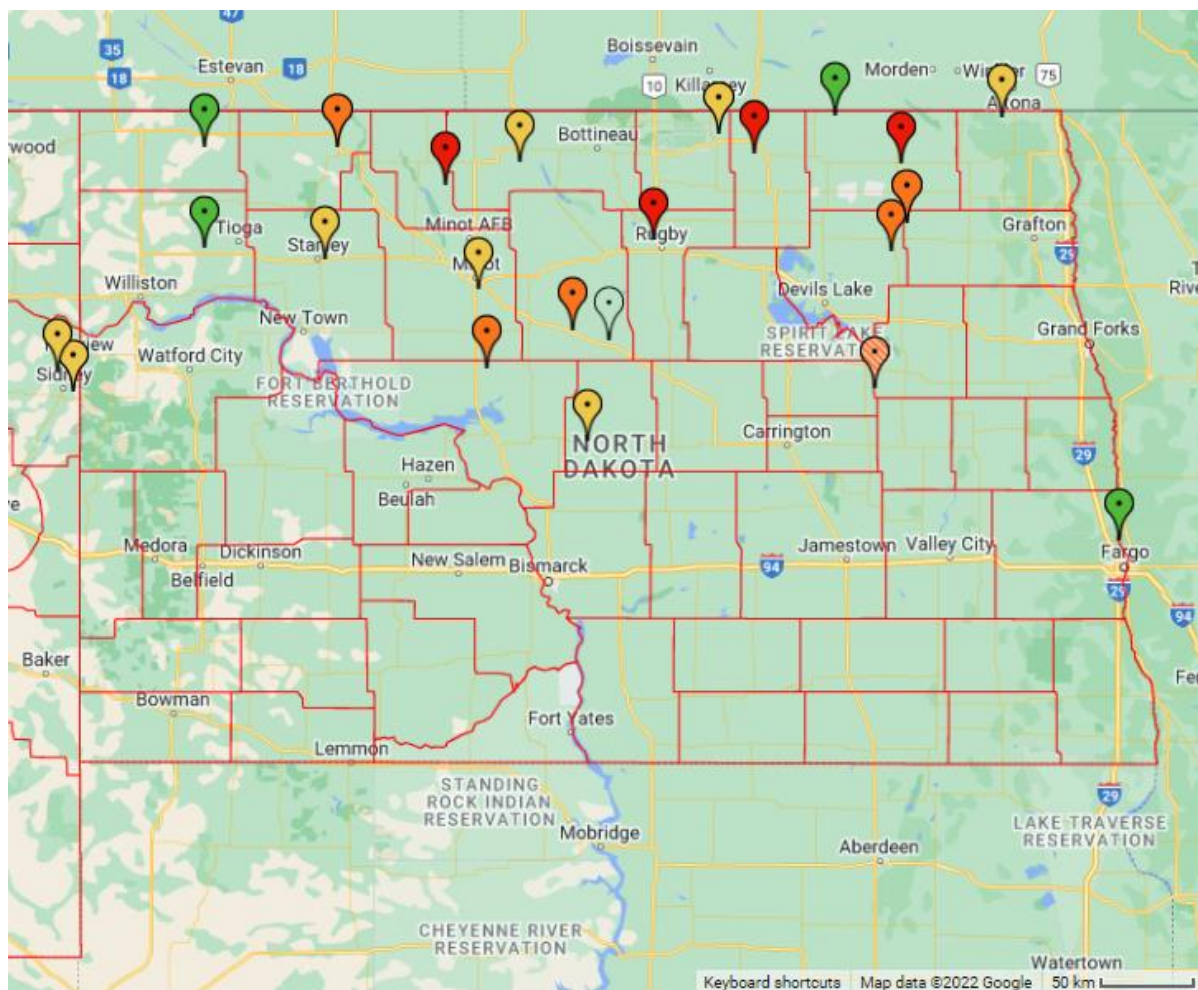 47
35
18
Estevan
18
Boissevain
10
Killarney
Morden
75
Altona
rwood
Bottineau
Tioga
Stanley
Minot AFB
Minot
Rugby
Grafton
29
Williston
Devils Lake
New Town
SPIRIT LAKE
RESERVATION
Grand Forks
Watford City
Sidney
FORT BERTHOLD
RESERVATION
NORTH
DAKOTA
Carrington
29
Hazen
Beulah
Medora
Dickinson
Belfield
New Salem
Bismarck
94
Jamestown
Valley City
Fargo
29
94
Baker
Bowman
Fort Yates
Lemmon
STANDING
ROCK INDIAN
RESERVATION
29
LAKE TRAVERSE
RESERVATION
Mobridge
Aberdeen
CHEYENNE RIVER
RESERVATION
Watertown
Keyboard shortcuts Map data ©2022 Google 50 km